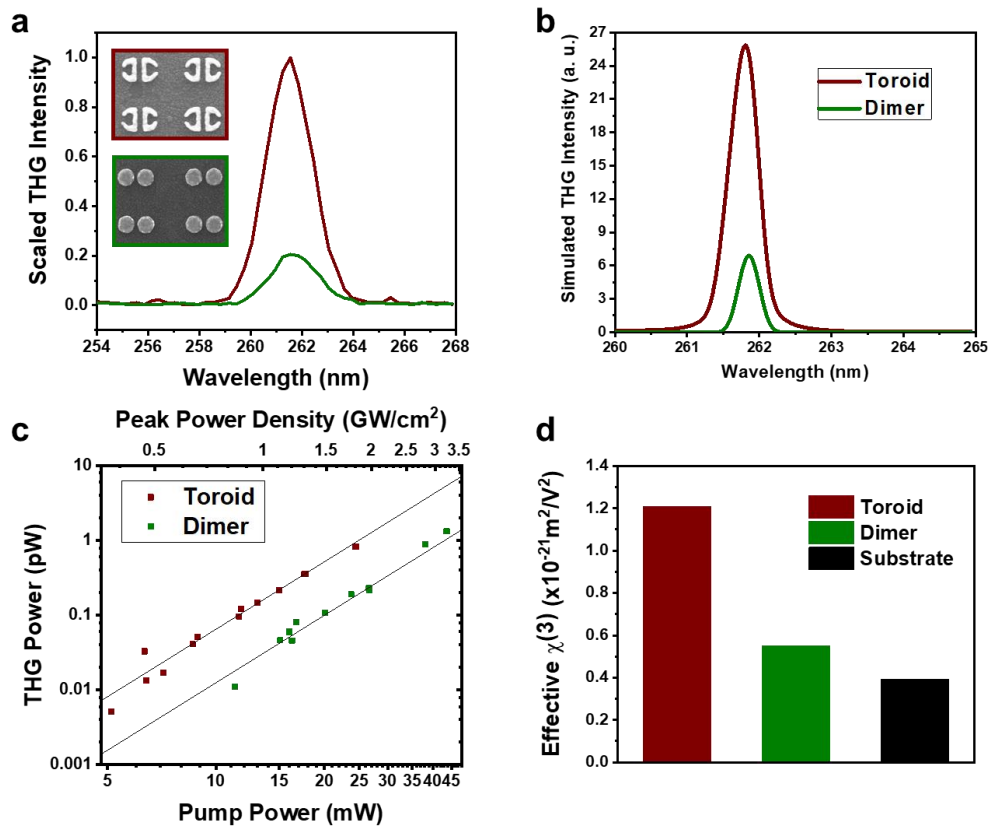 a
Scaled THG Intensity
1.0
0.8
0.6
0.4
0.2
0.0
254 256 258 260 262 264 266 268
Wavelength (nm)
b
Simulated THG Intensity (a. u.)
27
24
21
18
15
12
9
6
3
0
Toroid
Dimer
260 261 262 263 264 265
Wavelength (nm)
c
Peak Power Density (GW/cm²)
0.5 1 1.5 2 2.5 3 3.5
THG Power (pW)
10
1
0.1
0.01
0.001
Toroid
Dimer
5 10 15 20 25 30 35 40 45
Pump Power (mW)
d
Effective χ(3) (x10⁻²¹m²/V²)
1.4
1.2
1.0
0.8
0.6
0.4
0.2
0.0
Toroid
Dimer
Substrate